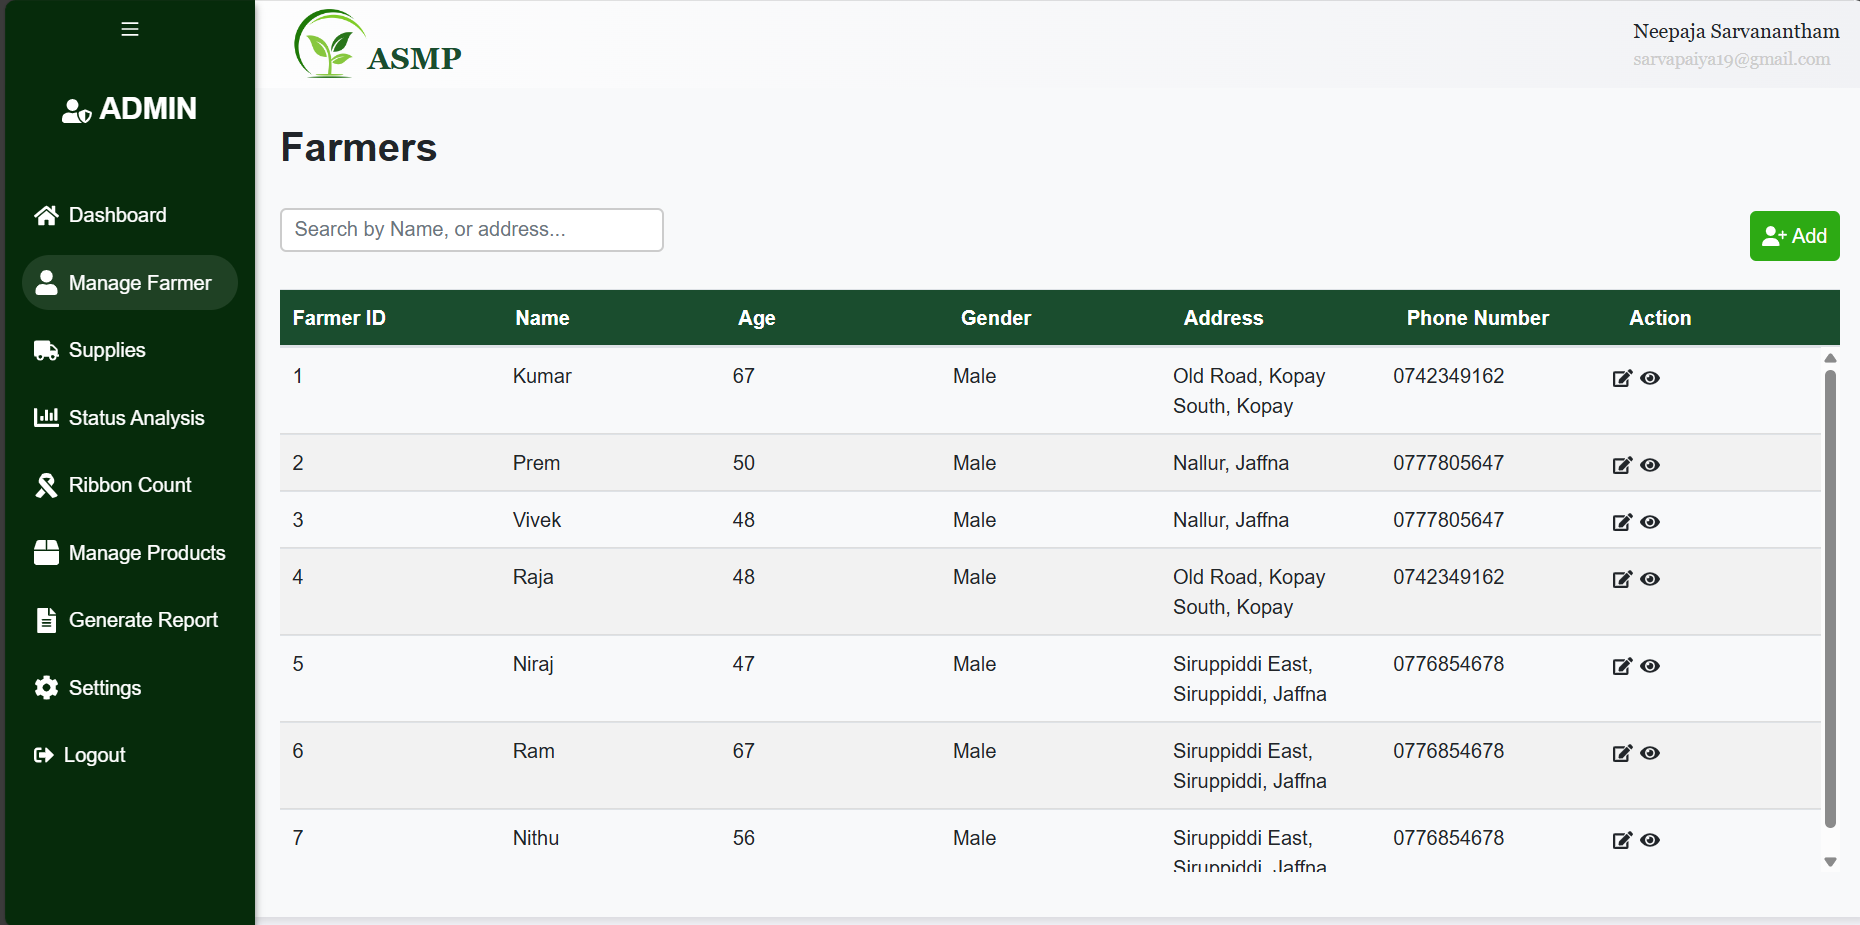 ADMIN
Dashboard
Manage Farmer
Supplies
Status Analysis
Ribbon Count
Manage Products
Generate Report
Settings
Logout
ASMP
Neepaja Sarvanantham
sarvapaiya19@gmail.com
Farmers
Search by Name, or address...
Add
Farmer ID Name Age Gender Address Phone Number Action
1 Kumar 67 Male Old Road, Kopay 0742349162
South, Kopay
2 Prem 50 Male Nallur, Jaffna 0777805647
3 Vivek 48 Male Nallur, Jaffna 0777805647
4 Raja 48 Male Old Road, Kopay 0742349162
South, Kopay
5 Niraj 47 Male Siruppiddi East, 0776854678
Siruppiddi, Jaffna
6 Ram 67 Male Siruppiddi East, 0776854678
Siruppiddi, Jaffna
7 Nithu 56 Male Siruppiddi East, 0776854678
Siruppiddi, Jaffna